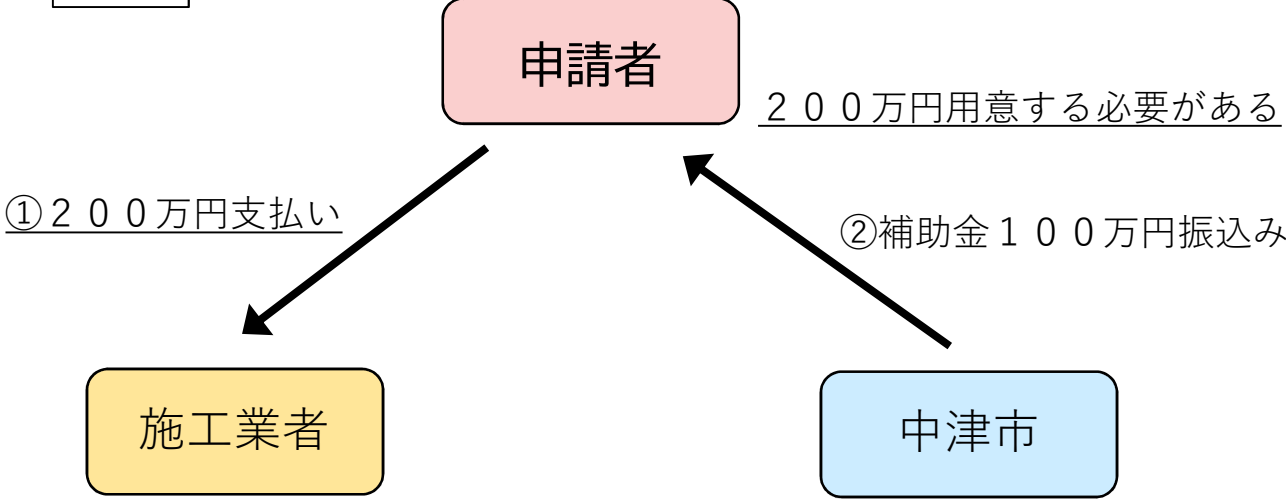 申請者
２００万円用意する必要がある
①２００万円支払い
②補助金１００万円振込み
施工業者
中津市